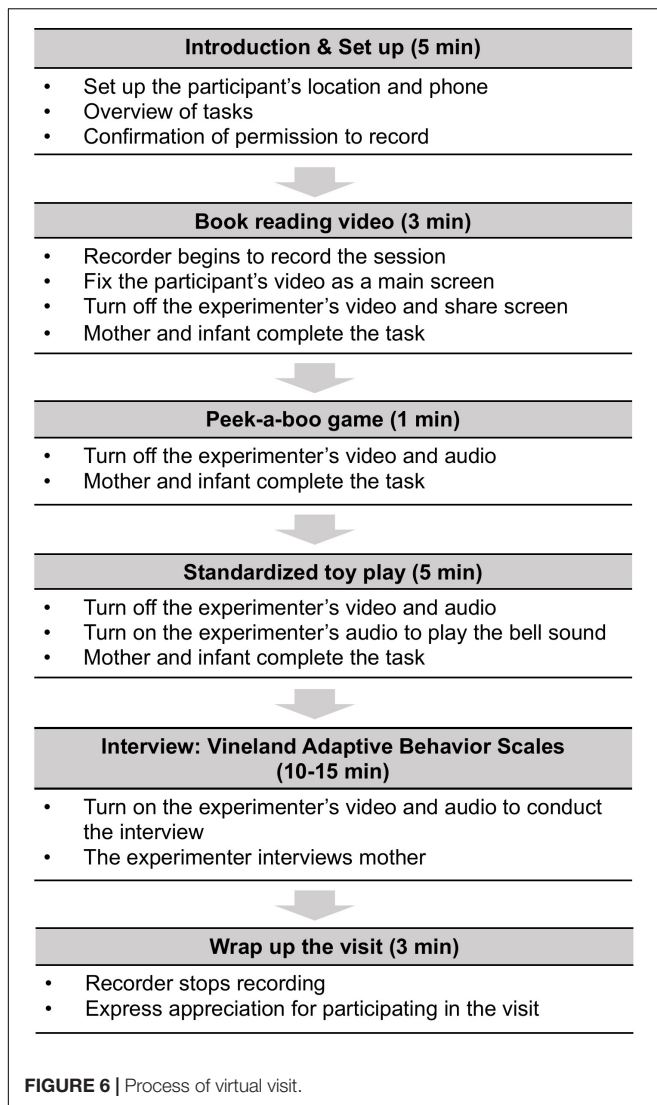 Introduction & Set up (5 min)
• Set up the participant's location and phone
• Overview of tasks
• Confirmation of permission to record
Book reading video (3 min)
• Recorder begins to record the session
• Fix the participant's video as a main screen
• Turn off the experimenter's video and share screen
• Mother and infant complete the task
Peek-a-boo game (1 min)
• Turn off the experimenter's video and audio
• Mother and infant complete the task
Standardized toy play (5 min)
• Turn off the experimenter's video and audio
• Turn on the experimenter's audio to play the bell sound
• Mother and infant complete the task
Interview: Vineland Adaptive Behavior Scales
(10-15 min)
• Turn on the experimenter's video and audio to conduct
the interview
• The experimenter interviews mother
Wrap up the visit (3 min)
• Recorder stops recording
• Express appreciation for participating in the visit
FIGURE 6 | Process of virtual visit.